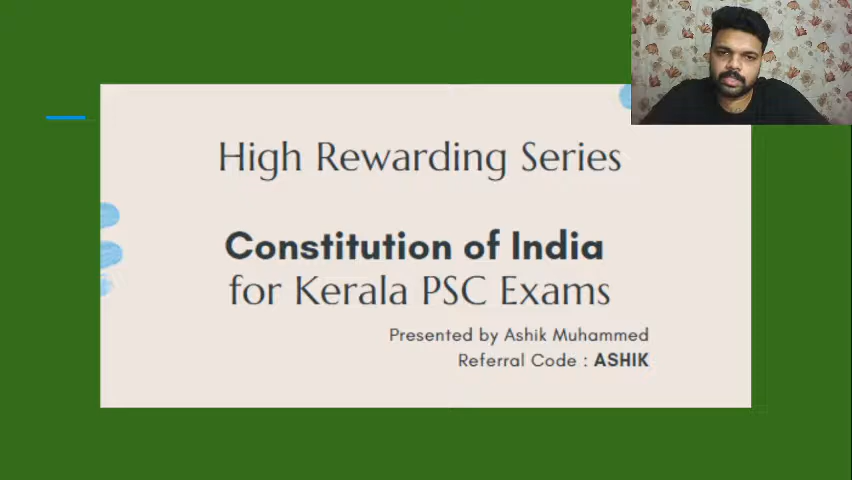 High Rewarding Series
Constitution of India
for Kerala PSC Exams
Presented by Ashik Muhammed
Referral Code : ASHIK